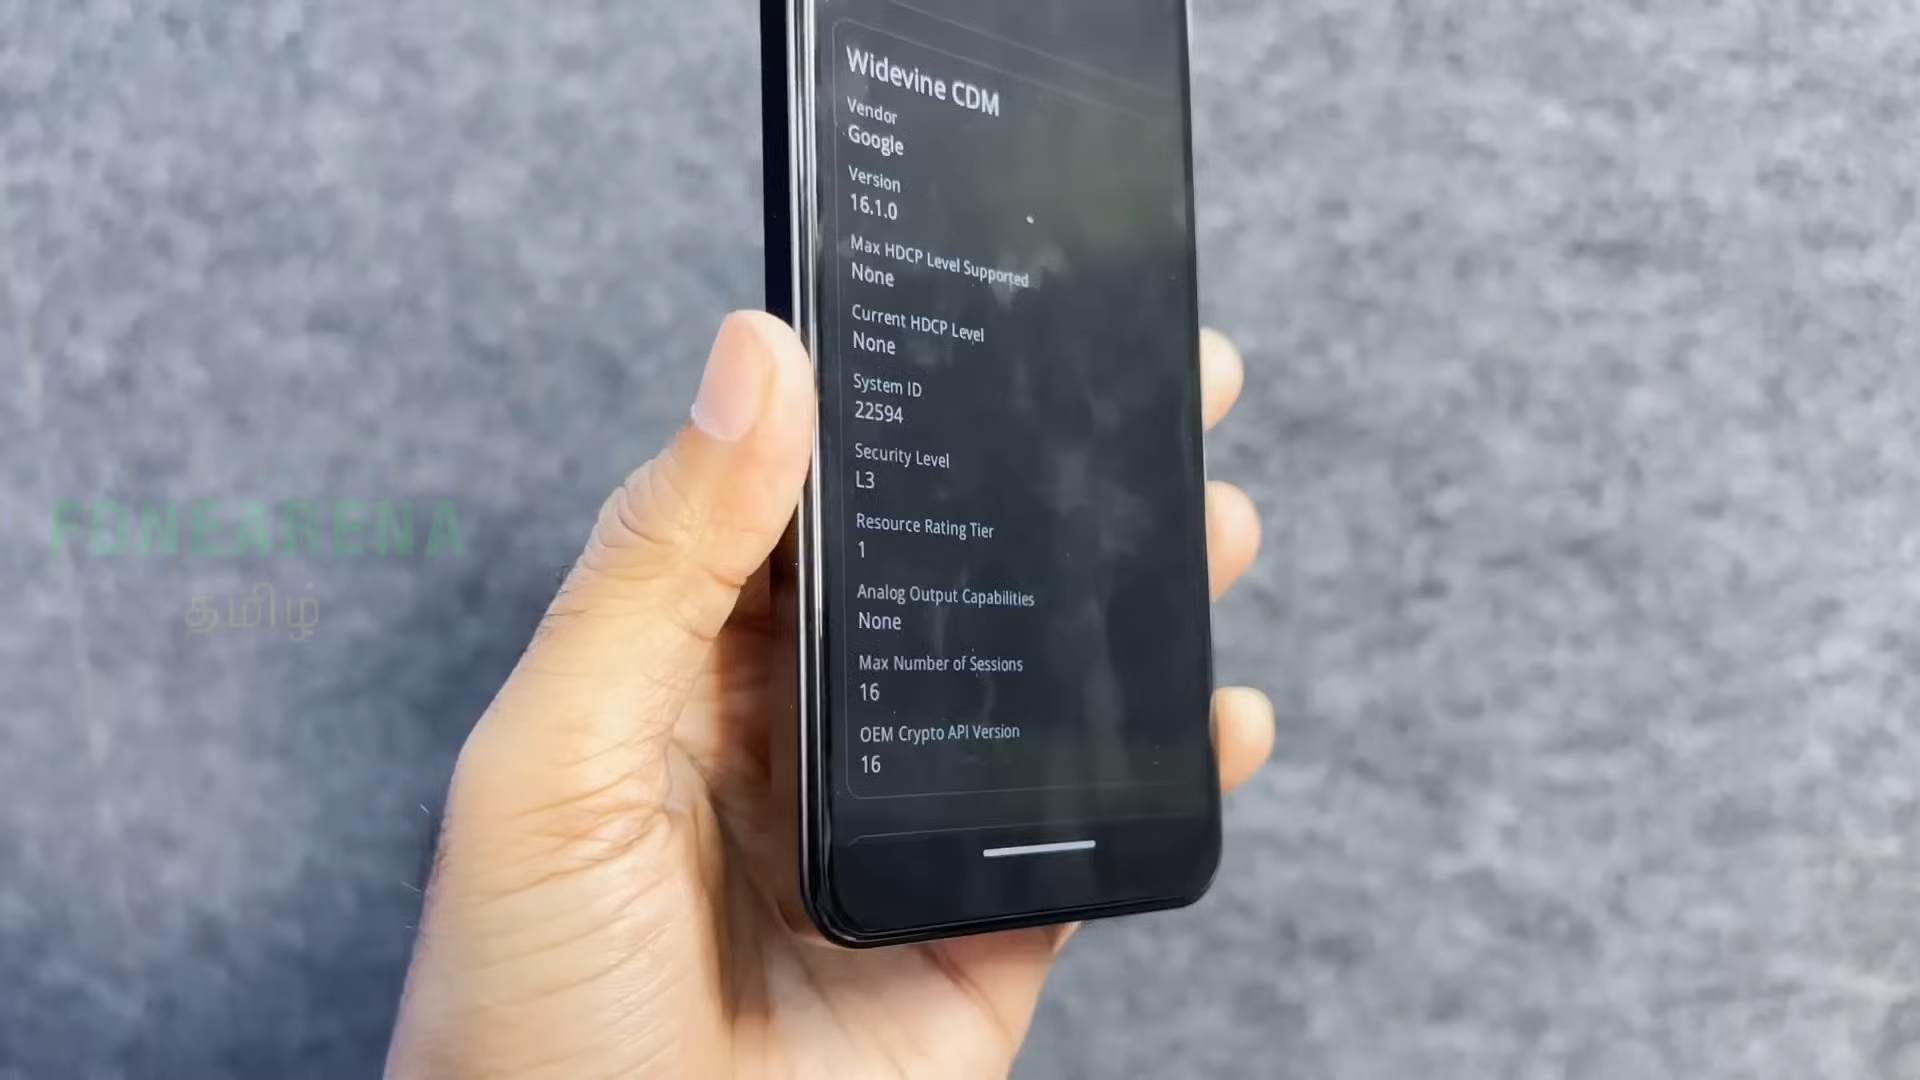 Widevine CDM
Vendor
Google
Version
16.1.0
Max HDCP Level Supported
None
Current HDCP Level
None
System ID
22594
Security Level
L3
Resource Rating Tier
1
Analog Output Capabilities
None
Max Number of Sessions
16
OEM Crypto API Version
16
FONEARENA
தமிழ்